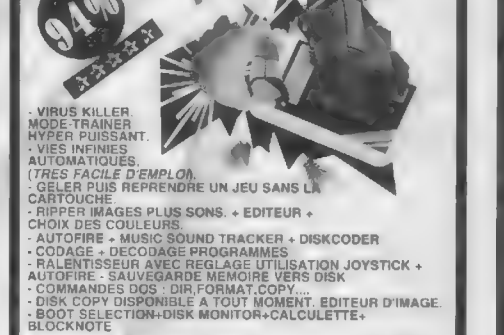 94%
- VIRUS KILLER.
MODE-TRAINER
HYPER PUISSANT.
- VIES INFINIES
AUTOMATIQUES.
(TRES FACILE D'EMPLOI).
- GELER PUIS REPRENDRE UN JEU SANS LA
CARTOUCHE.
- RIPPER IMAGES PLUS SONS. + EDITEUR +
CHOIX DES COULEURS.
- AUTOFIRE + MUSIC SOUND TRACKER + DISKCODER
- CODAGE + DECODAGE PROGRAMMES
- RALENTISSEUR AVEC REGLAGE UTILISATION JOYSTICK +
AUTOFIRE - SAUVEGARDE MEMOIRE VERS DISK
- COMMANDES DOS : DIR,FORMAT,COPY....
- DISK COPY DISPONIBLE A TOUT MOMENT. EDITEUR D'IMAGE.
- BOOT SELECTION+DISK MONITOR+CALCULETTE+
BLOCKNOTE